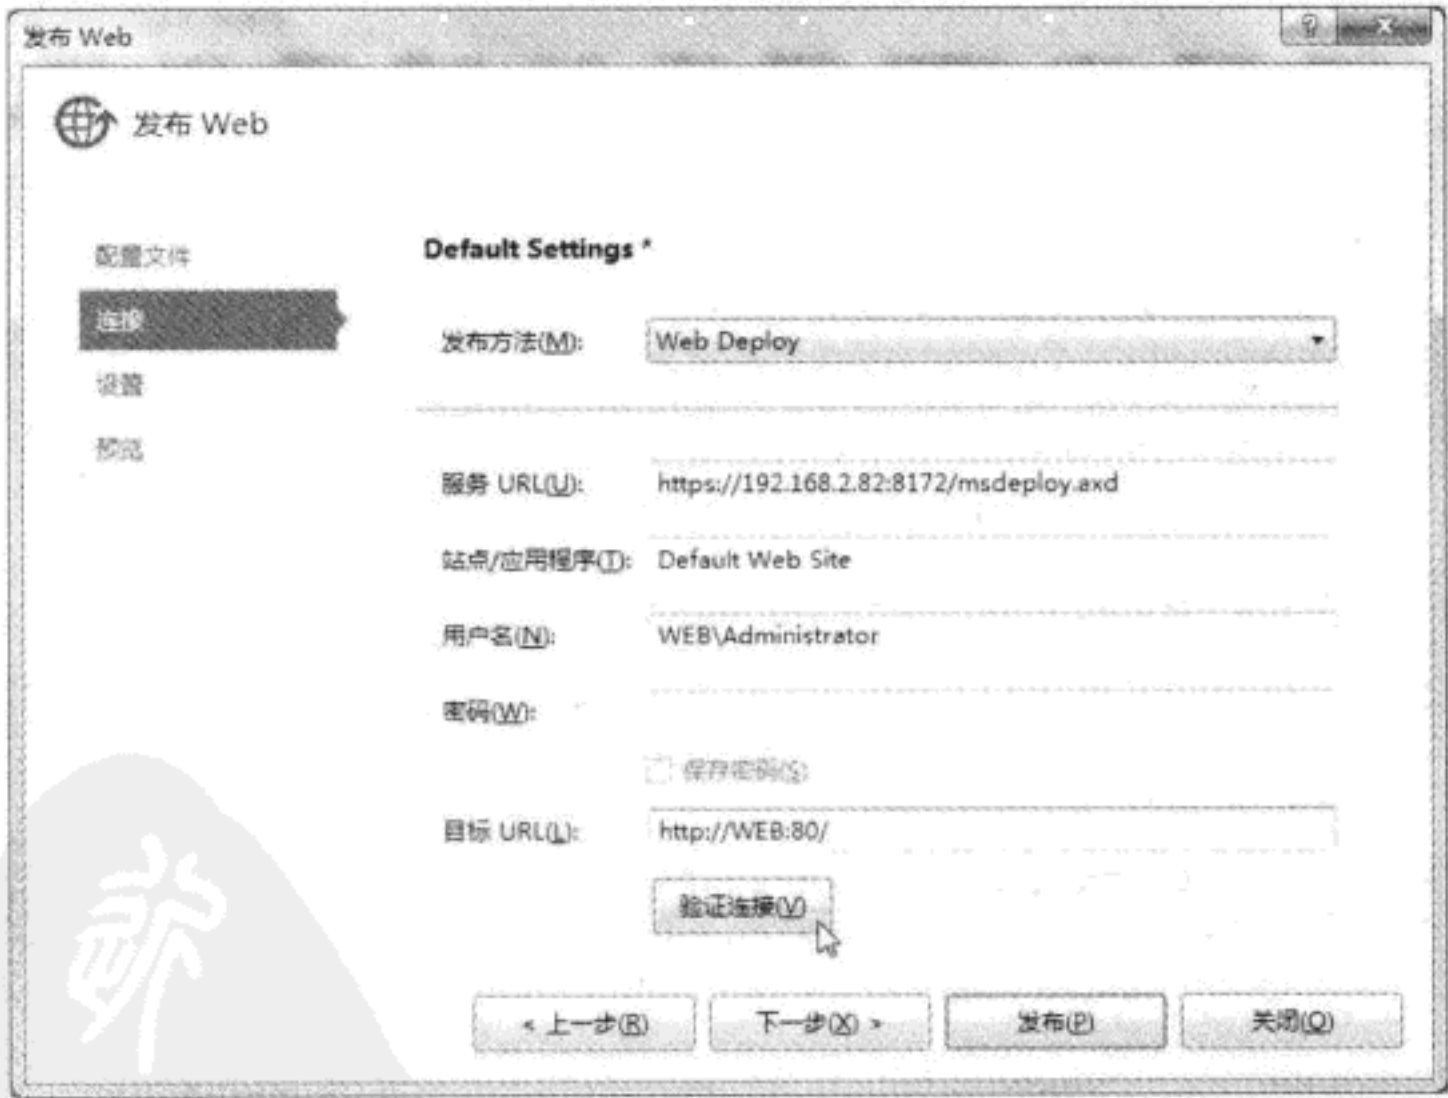 发布 Web
发布 Web
配置文件
连接
设置
预览
Default Settings *
发布方法(M): Web Deploy
服务 URL(U): https://192.168.2.82:8172/msdeploy.axd
站点/应用程序(T): Default Web Site
用户名(N): WEB\Administrator
密码(W):
保存密码(S)
目标 URL(L): http://WEB:80/
验证连接(V)
< 上一步(R) 下一步(X) > 发布(P) 关闭(O)